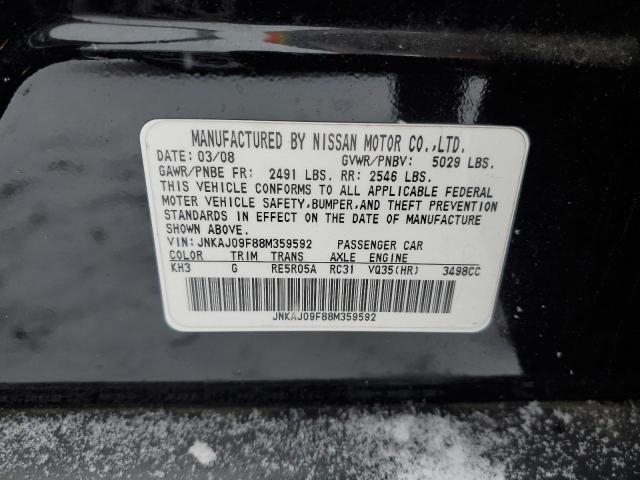 MANUFACTURED BY NISSAN MOTOR CO.,LTD.
DATE: 03/08 GVWR/PNBV: 5029 LBS.
GAWR/PNBE FR: 2491 LBS. RR: 2546 LBS.
THIS VEHICLE CONFORMS TO ALL APPLICABLE FEDERAL
MOTOR VEHICLE SAFETY,BUMPER,AND THEFT PREVENTION
STANDARDS IN EFFECT ON THE DATE OF MANUFACTURE
SHOWN ABOVE.
VIN: JNKAJ09F88M359592 PASSENGER CAR
COLOR TRIM TRANS AXLE ENGINE
KH3 G RE5R05A RC31 VQ35(HR) 3498CC
JNKAJ09F88M359592